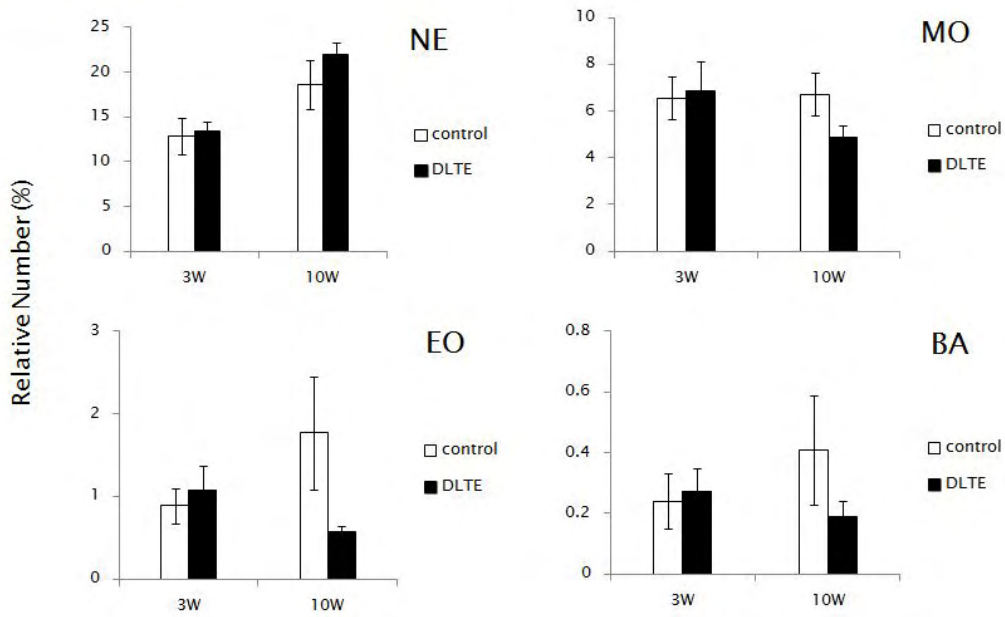 Relative Number (%)
NE
25
20
15
10
5
0
3W
10W
control
DLTE
MO
10
8
6
4
2
0
3W
10W
control
DLTE
EO
3
2
1
0
3W
10W
control
DLTE
BA
0.8
0.6
0.4
0.2
0
3W
10W
control
DLTE